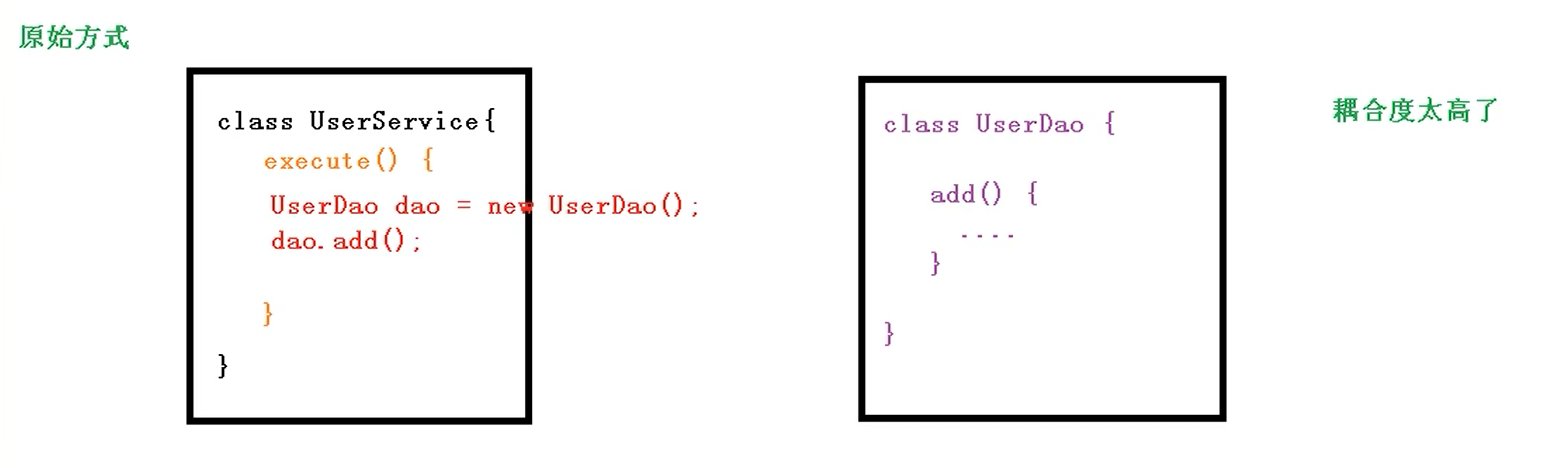 原始方式
class UserService{
execute() {
UserDao dao = new UserDao();
dao.add();
}
}
class UserDao {
add() {
....
}
}
耦合度太高了